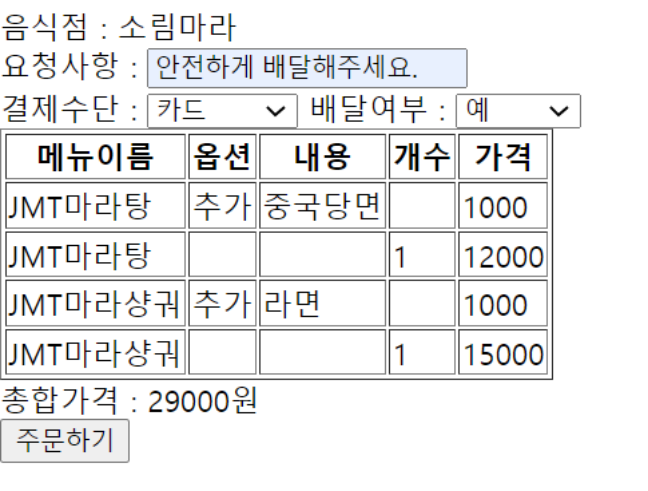 음식점 : 소림마라
요청사항 : 안전하게 배달해주세요.
결제수단 : 카드 배달여부 : 예
메뉴이름 옵션 내용 개수 가격
JMT마라탕 추가 중국당면 1000
JMT마라탕 1 12000
JMT마라샹궈 추가 라면 1000
JMT마라샹궈 1 15000
총합가격 : 29000원
주문하기